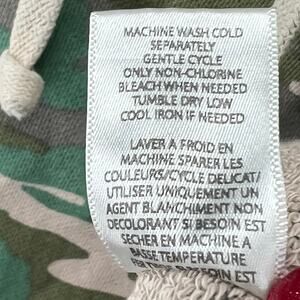 MACHINE WASH COLD
SEPARATELY
GENTLE CYCLE
ONLY NON-CHLORINE
BLEACH WHEN NEEDED
TUMBLE DRY LOW
COOL IRON IF NEEDED
LAVER A FROID EN
MACHINE SPARER LES
COULEURS/CYCLE DELICAT/
UTILISER UNIQUEMENT UN
AGENT BLANCHIMENT NON
DECOLORANT SI BESOIN EST
SECHER EN MACHINE A
BASSE TEMPERATURE
BESOIN EST